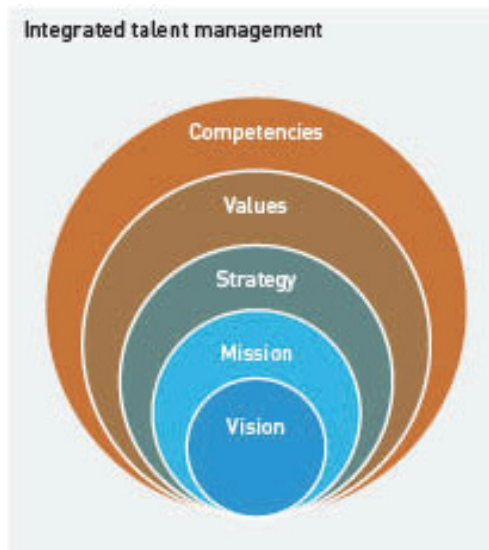 Integrated talent management
Competencies
Values
Strategy
Mission
Vision